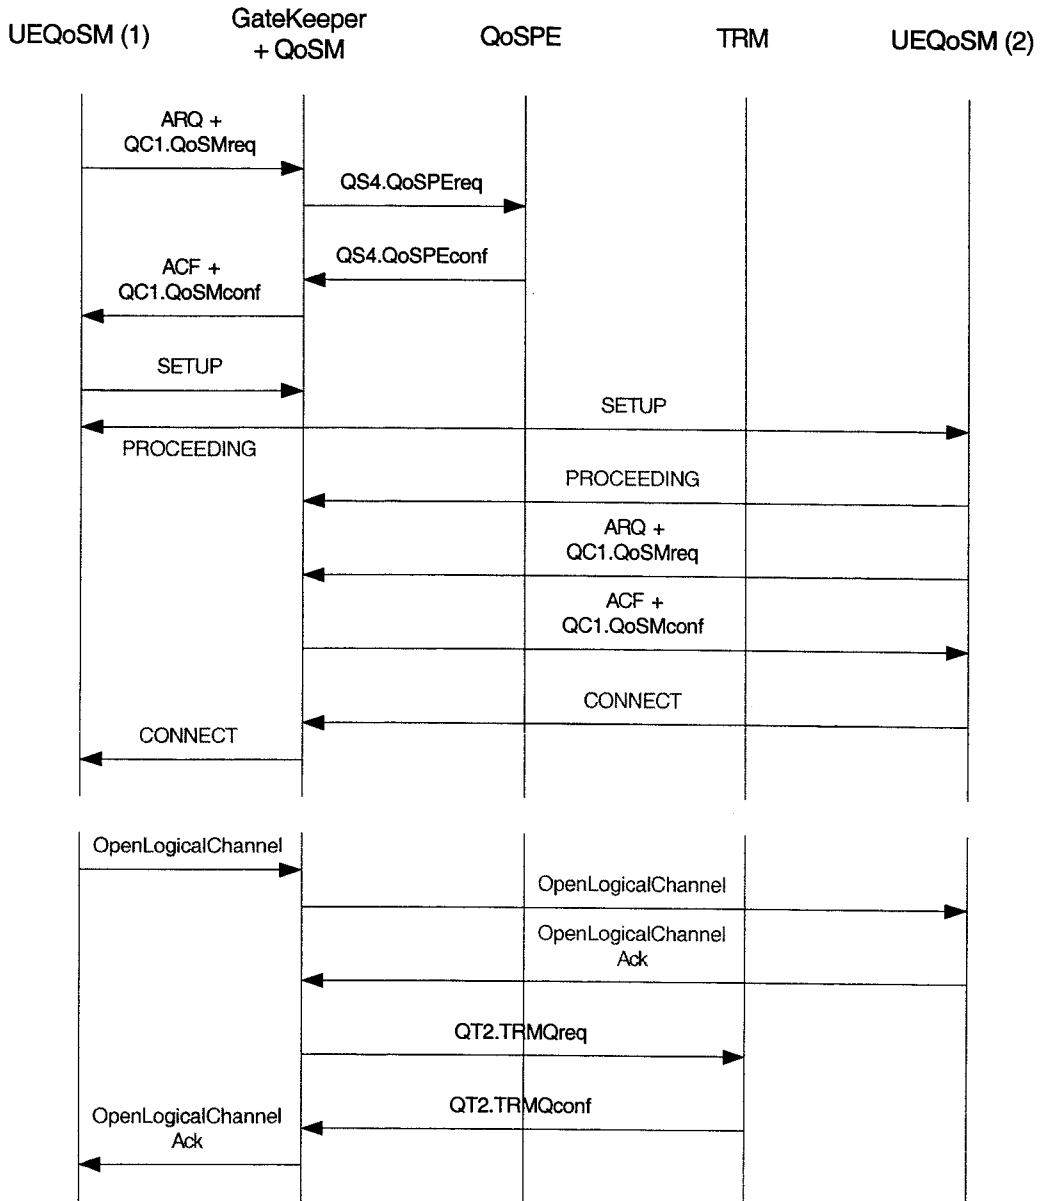 UEQoSM (1)
GateKeeper
+ QoSM
QoSPE
TRM
UEQoSM (2)
ARQ +
QC1.QoSMreq
QS4.QoSPEreq
QS4.QoSPEconf
ACF +
QC1.QoSMconf
SETUP
SETUP
PROCEEDING
PROCEEDING
ARQ +
QC1.QoSMreq
ACF +
QC1.QoSMconf
CONNECT
CONNECT
OpenLogicalChannel
OpenLogicalChannel
OpenLogicalChannel
Ack
QT2.TRMQreq
QT2.TRMQconf
OpenLogicalChannel
Ack